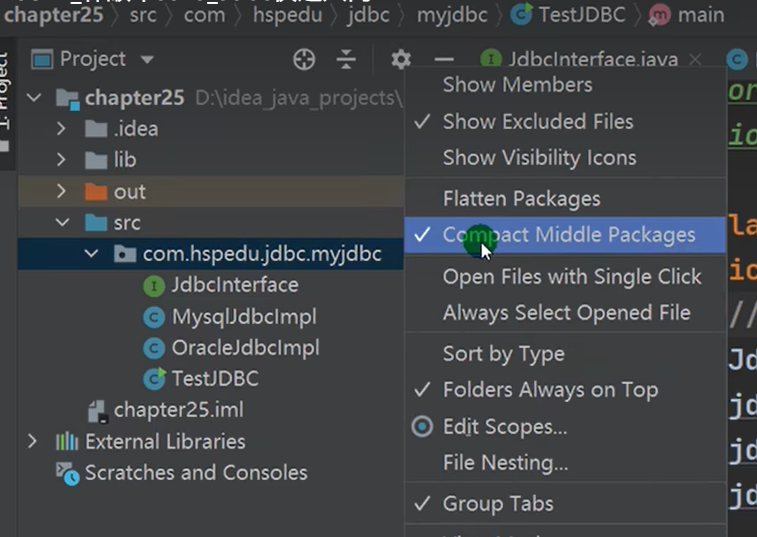 chapter25 > src > com > hspedu > jdbc > myjdbc > TestJDBC > main
1: Project
Project
JdbcInterface.java
chapter25 D:\idea_java_projects\
.idea
lib
out
src
com.hspedu.jdbc.myjdbc
JdbcInterface
MysqlJdbcImpl
OracleJdbcImpl
TestJDBC
chapter25.iml
External Libraries
Scratches and Consoles
Show Members
Show Excluded Files
Show Visibility Icons
Flatten Packages
Compact Middle Packages
Open Files with Single Click
Always Select Opened File
Sort by Type
Folders Always on Top
Edit Scopes...
File Nesting...
Group Tabs
or
io
la
io
//
Jd
jd
jd
jd